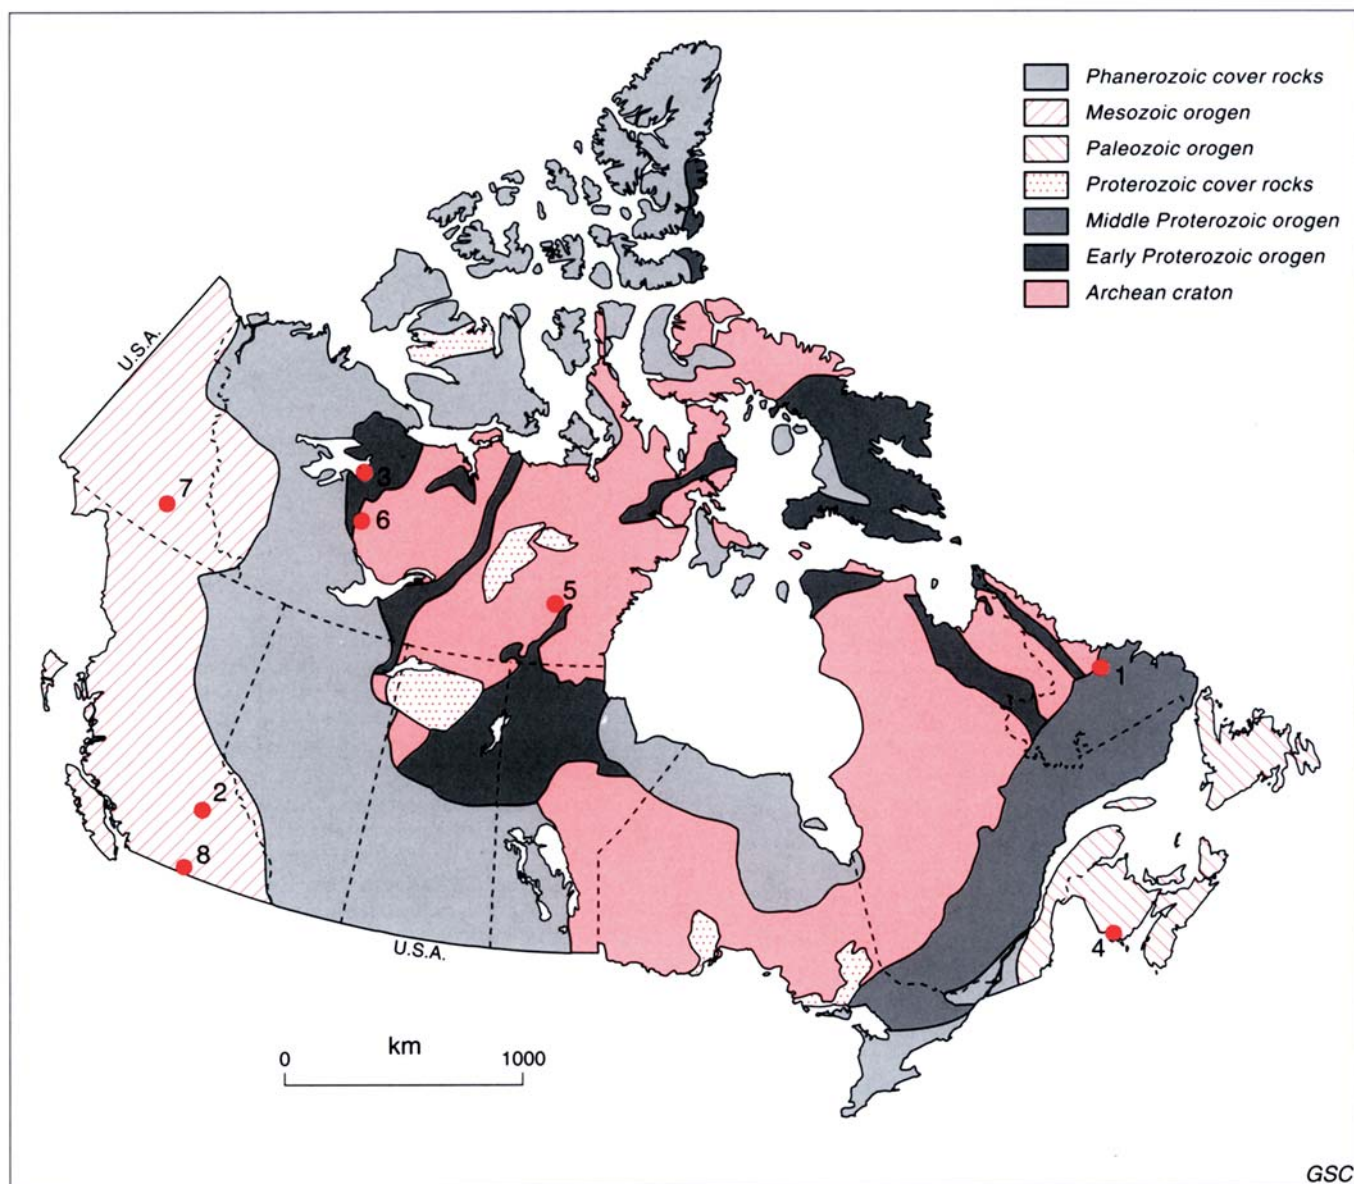 Phanerozoic cover rocks
Mesozoic orogen
Paleozoic orogen
Proterozoic cover rocks
Middle Proterozoic orogen
Early Proterozoic orogen
Archean craton
U.S.A.
3
7
6
5
1
2
8
4
U.S.A.
km
0 1000
GSC